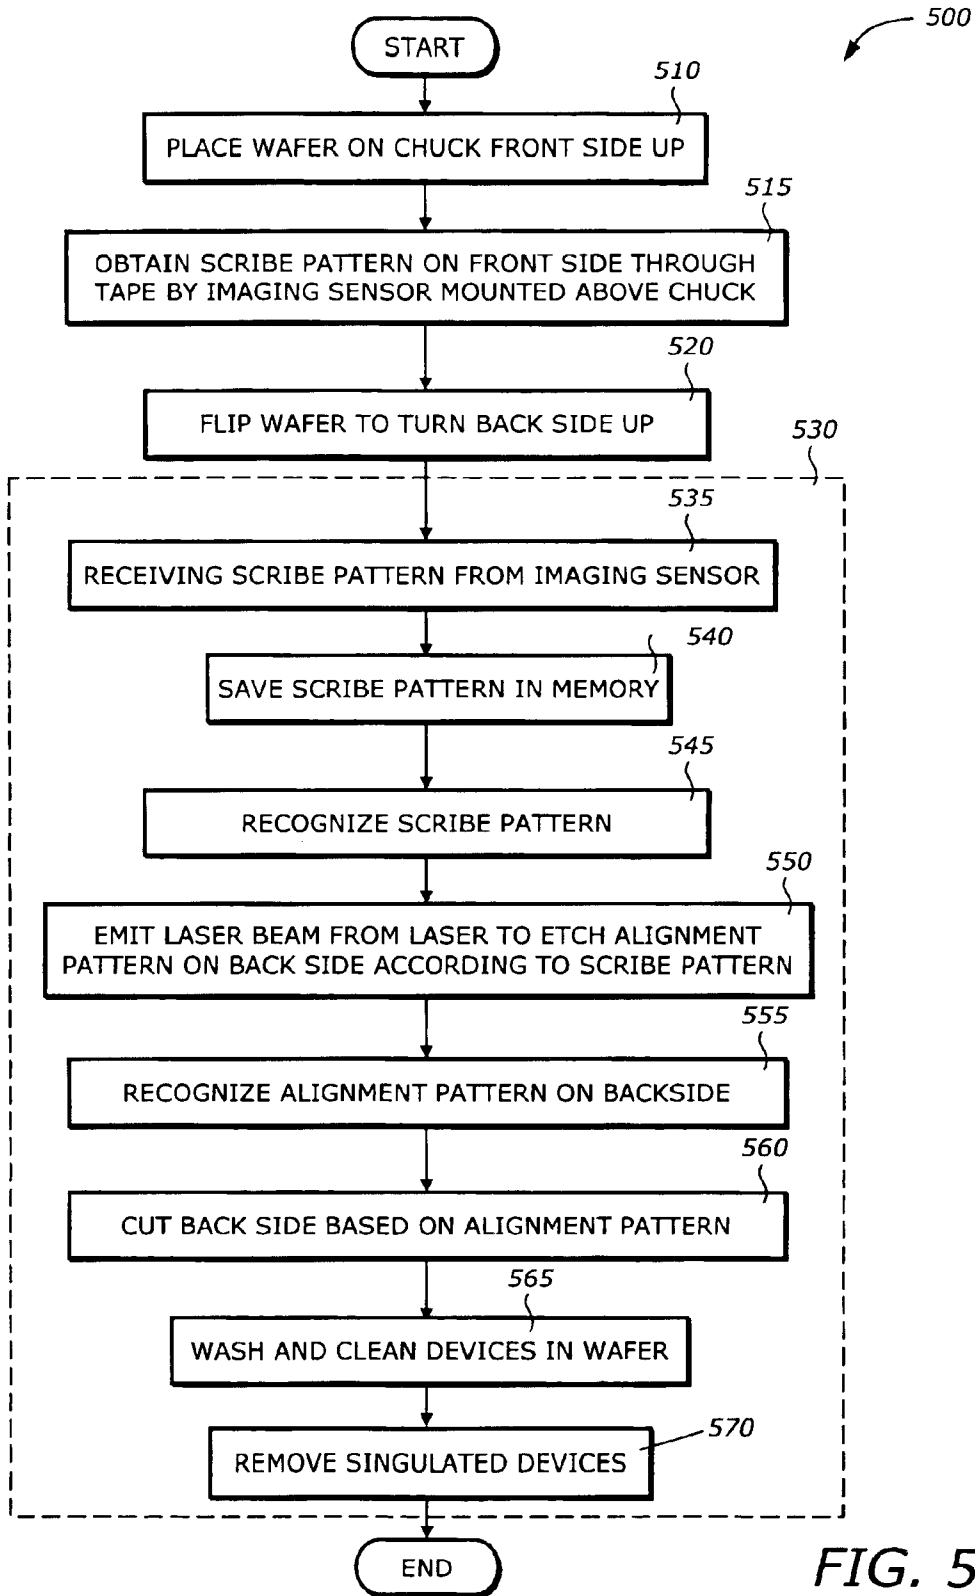 500
START
510
PLACE WAFER ON CHUCK FRONT SIDE UP
515
OBTAIN SCRIBE PATTERN ON FRONT SIDE THROUGH
TAPE BY IMAGING SENSOR MOUNTED ABOVE CHUCK
520
FLIP WAFER TO TURN BACK SIDE UP
530
535
RECEIVING SCRIBE PATTERN FROM IMAGING SENSOR
540
SAVE SCRIBE PATTERN IN MEMORY
545
RECOGNIZE SCRIBE PATTERN
550
EMIT LASER BEAM FROM LASER TO ETCH ALIGNMENT
PATTERN ON BACK SIDE ACCORDING TO SCRIBE PATTERN
555
RECOGNIZE ALIGNMENT PATTERN ON BACKSIDE
560
CUT BACK SIDE BASED ON ALIGNMENT PATTERN
565
WASH AND CLEAN DEVICES IN WAFER
570
REMOVE SINGULATED DEVICES
END
FIG. 5